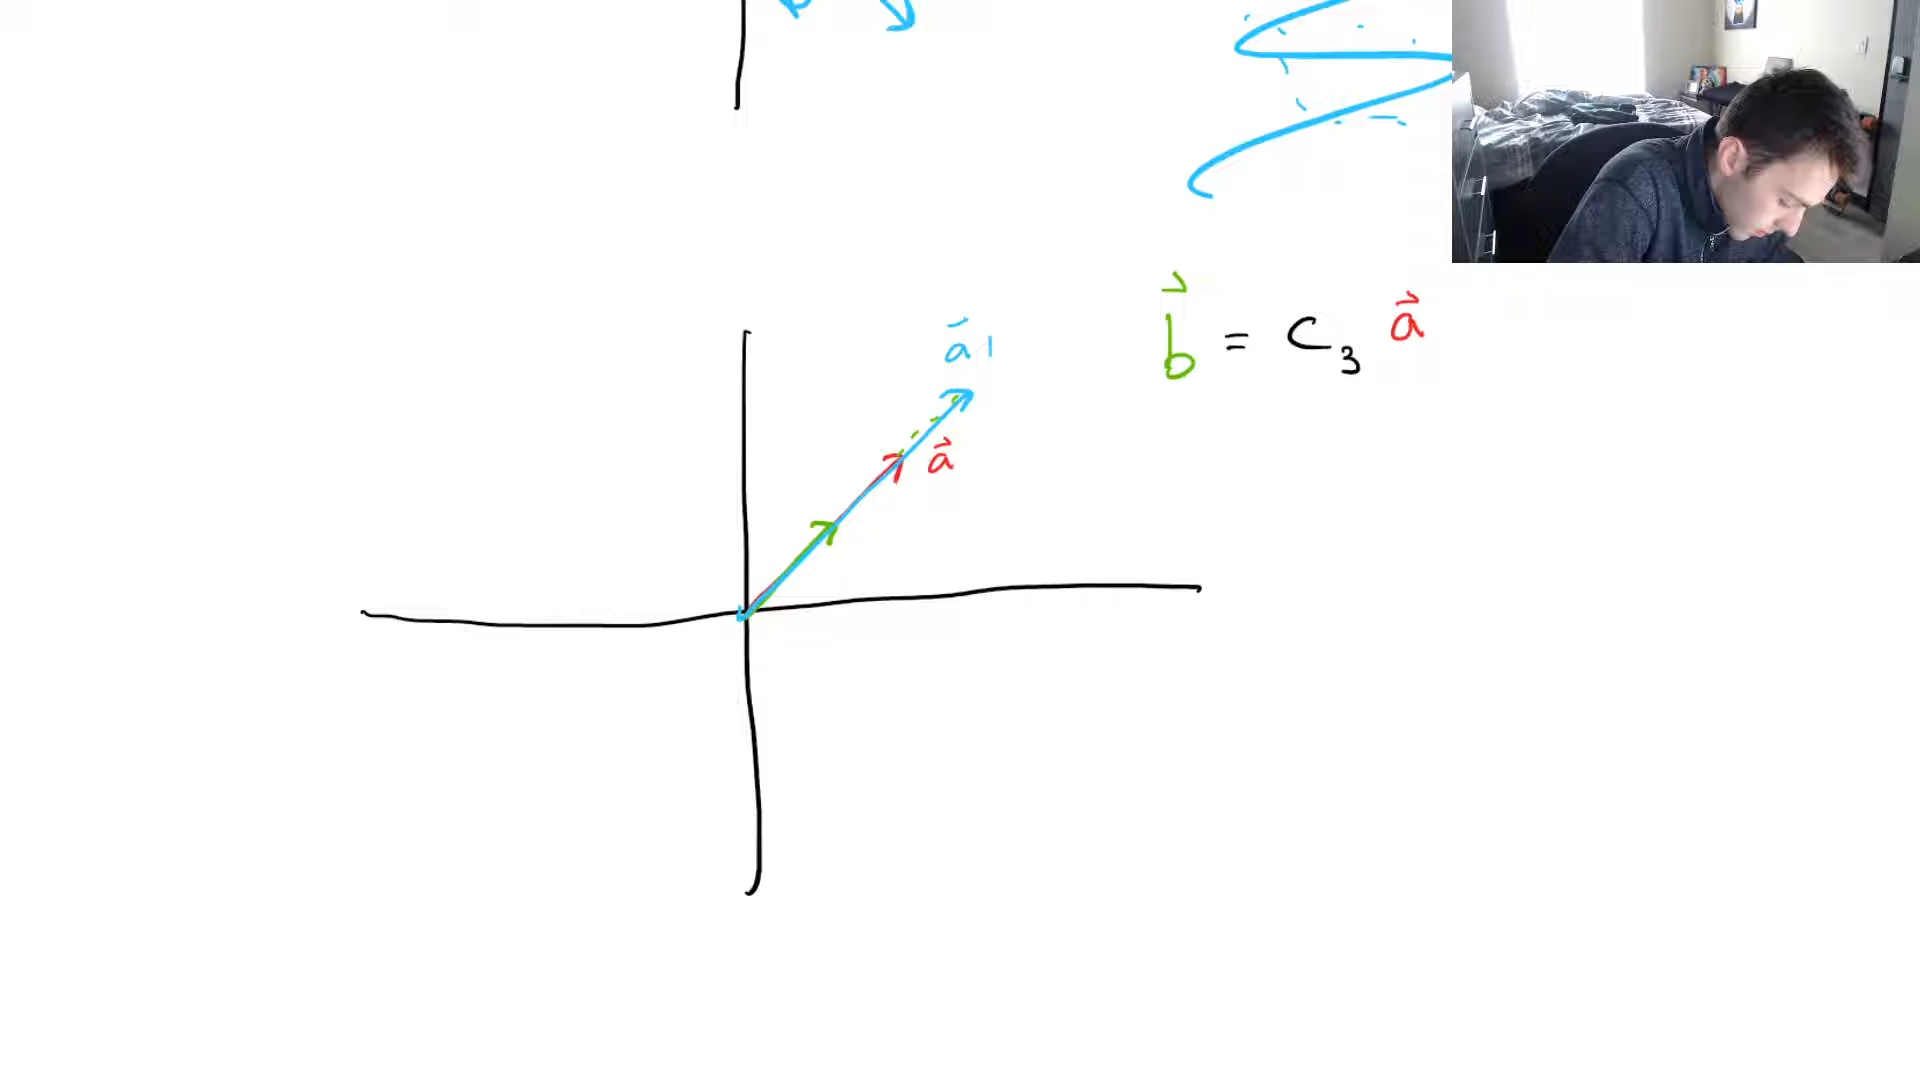 b⃗ = C₃ a⃗
a⃗ |
a⃗